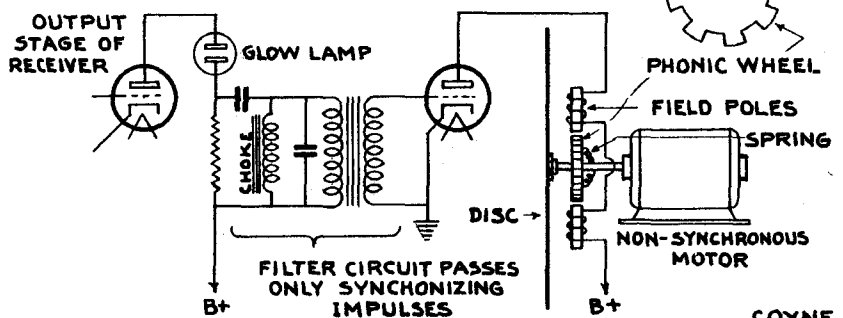 OUTPUT
STAGE OF
RECEIVER
GLOW LAMP
PHONIC WHEEL
FIELD POLES
SPRING
CHOKE
DISC
NON-SYNCHRONOUS
MOTOR
FILTER CIRCUIT PASSES
ONLY SYNCHONIZING
IMPULSES
B+
B+
COYNE